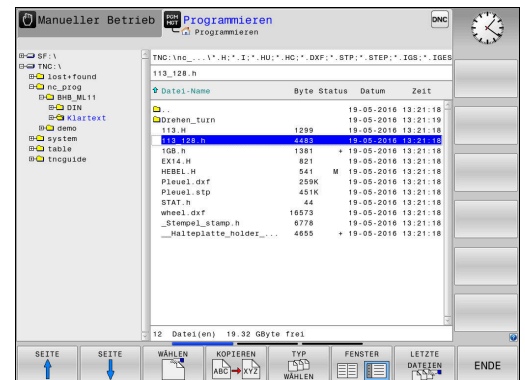 Manueller Betrieb
PGM
MGT
Programmieren
Programmieren
DNC
SF:\
TNC:\
lost+found
nc_prog
BHB_ML11
DIN
Klartext
demo
system
table
tncguide
TNC:\nc_...\*.H;*.I;*.HU;*.HC;*.DXF;*.STP;*.STEP;*.IGS;*.IGES
113_128.h
Datei-Name Byte Status Datum Zeit
.. 19-05-2016 13:21:18
Drehen_turn 19-05-2016 13:21:19
113.H 1299 19-05-2016 13:21:18
113_128.h 4483 19-05-2016 13:21:18
1GB.h 1381 + 19-05-2016 13:21:18
EX14.H 821 19-05-2016 13:21:18
HEBEL.H 541 M 19-05-2016 13:21:18
Pleuel.dxf 259K 19-05-2016 13:21:18
Pleuel.stp 451K 19-05-2016 13:21:18
STAT.h 44 19-05-2016 13:21:18
wheel.dxf 16573 19-05-2016 13:21:18
_Stempel_stamp.h 6778 19-05-2016 13:21:18
__Halteplatte_holder_... 4655 + 19-05-2016 13:21:18
12 Datei(en) 19.32 GByte frei
SEITE
SEITE
WÄHLEN
KOPIEREN
ABC XYZ
TYP
WÄHLEN
FENSTER
LETZTE
DATEIEN
ENDE